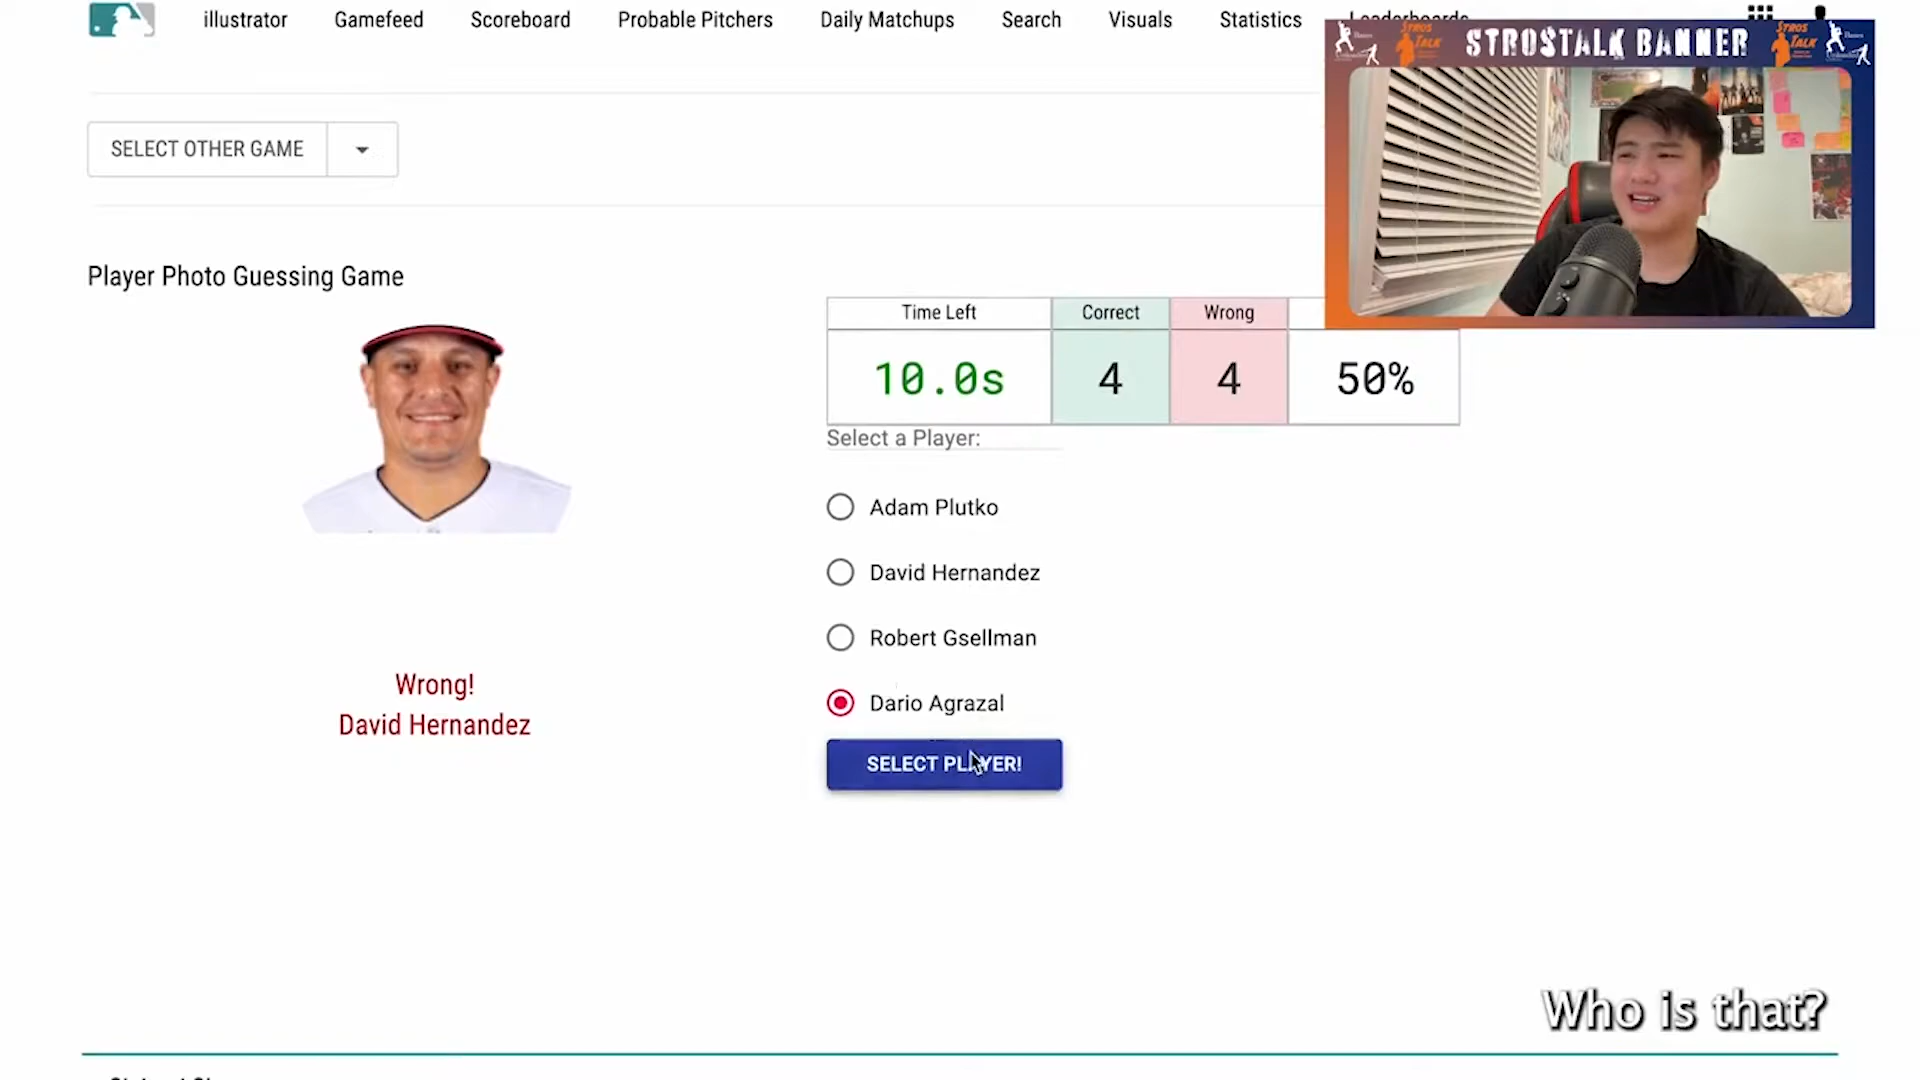 illustrator Gamefeed Scoreboard Probable Pitchers Daily Matchups Search Visuals Statistics Leaderboards
STROSTALK BANNER
SELECT OTHER GAME
Player Photo Guessing Game
Time Left Correct Wrong
10.0s 4 4 50%
Select a Player:
Adam Plutko
David Hernandez
Robert Gsellman
Dario Agrazal
SELECT PLAYER!
Wrong!
David Hernandez
Who is that?